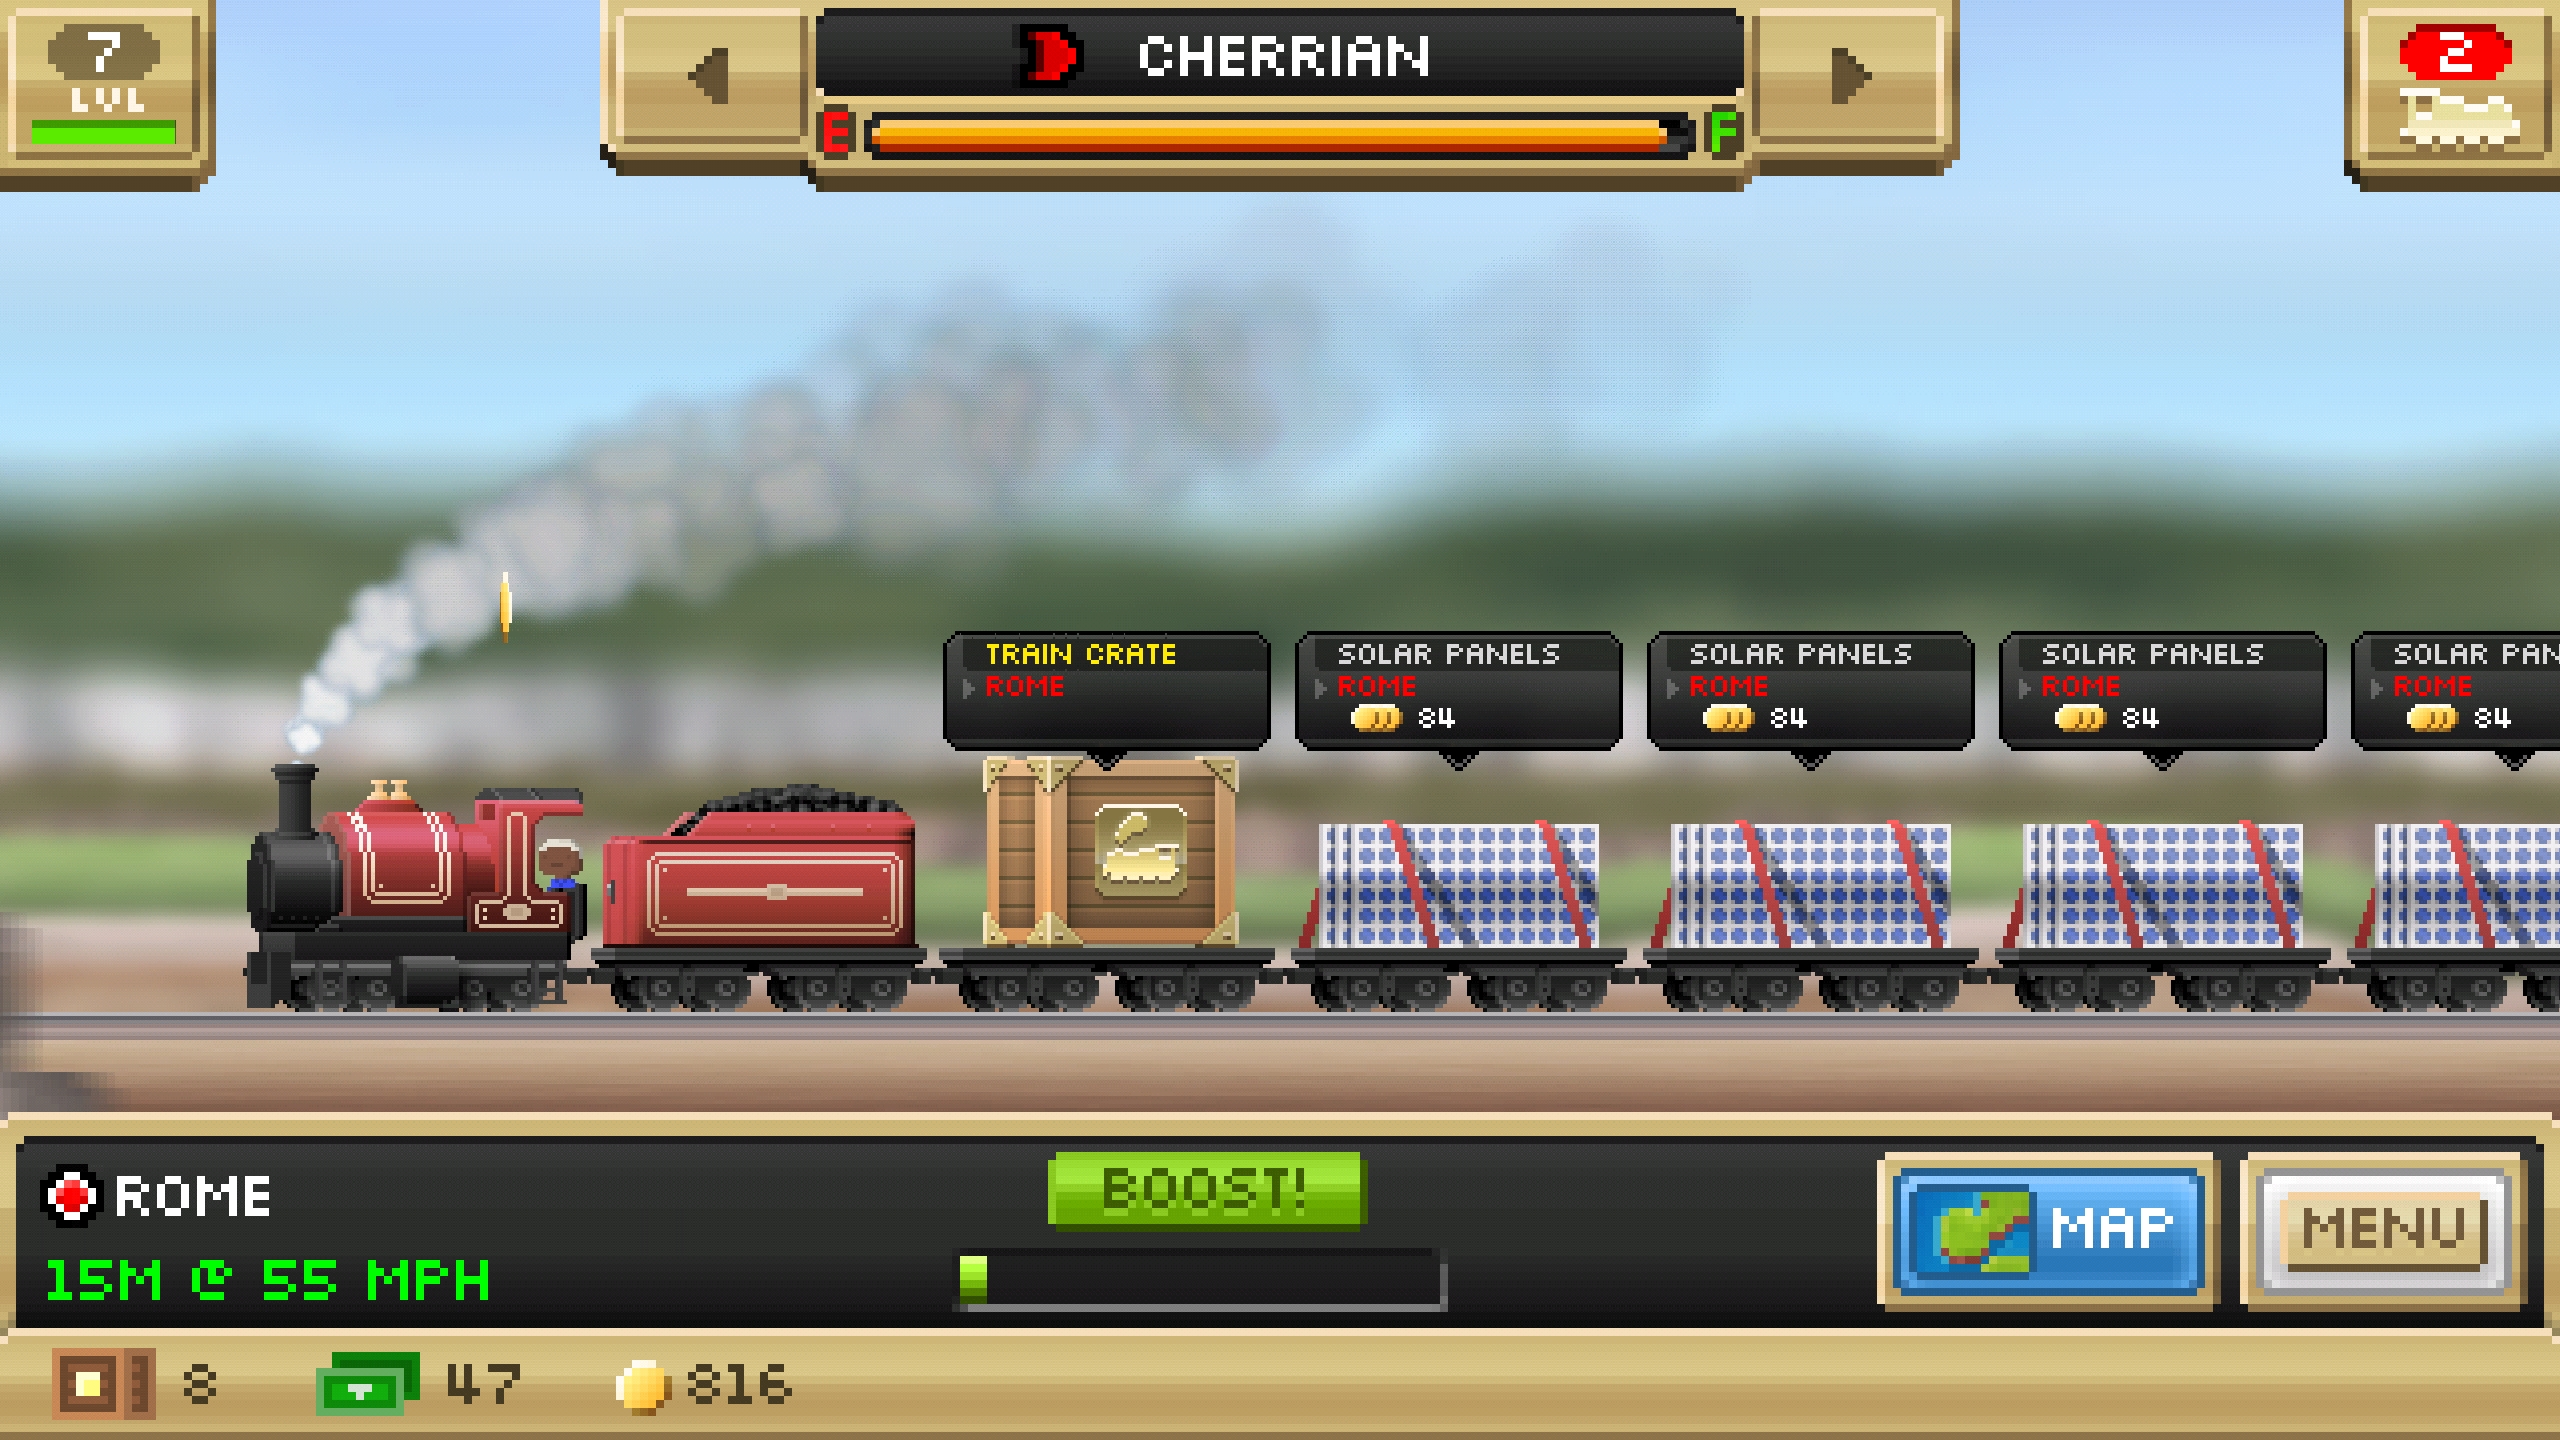 7
LVL
CHERRIAN
E F
2
TRAIN CRATE
ROME
SOLAR PANELS
ROME
84
SOLAR PANELS
ROME
84
SOLAR PANELS
ROME
84
SOLAR PAN
ROME
84
ROME
15M @ 55 MPH
BOOST!
MAP
MENU
8
47
816